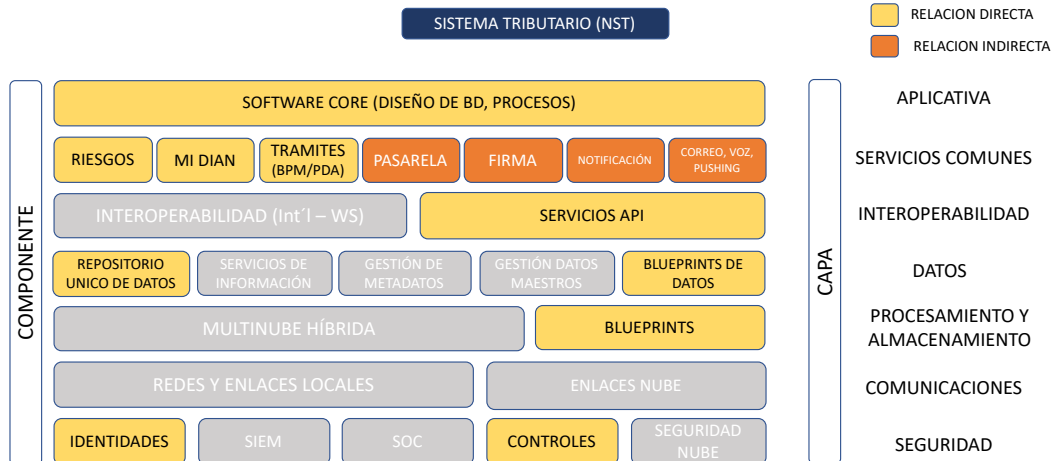 SISTEMA TRIBUTARIO (NST)
RELACION DIRECTA
RELACION INDIRECTA
COMPONENTE
CAPA
SOFTWARE CORE (DISEÑO DE BD, PROCESOS)
APLICATIVA
RIESGOS
MI DIAN
TRAMITES
(BPM/PDA)
PASARELA
FIRMA
NOTIFICACIÓN
CORREO, VOZ,
PUSHING
SERVICIOS COMUNES
INTEROPERABILIDAD (Int´l – WS)
SERVICIOS API
INTEROPERABILIDAD
REPOSITORIO
UNICO DE DATOS
SERVICIOS DE
INFORMACIÓN
GESTIÓN DE
METADATOS
GESTIÓN DATOS
MAESTROS
BLUEPRINTS DE
DATOS
DATOS
MULTINUBE HÍBRIDA
BLUEPRINTS
PROCESAMIENTO Y
ALMACENAMIENTO
REDES Y ENLACES LOCALES
ENLACES NUBE
COMUNICACIONES
IDENTIDADES
SIEM
SOC
CONTROLES
SEGURIDAD
NUBE
SEGURIDAD